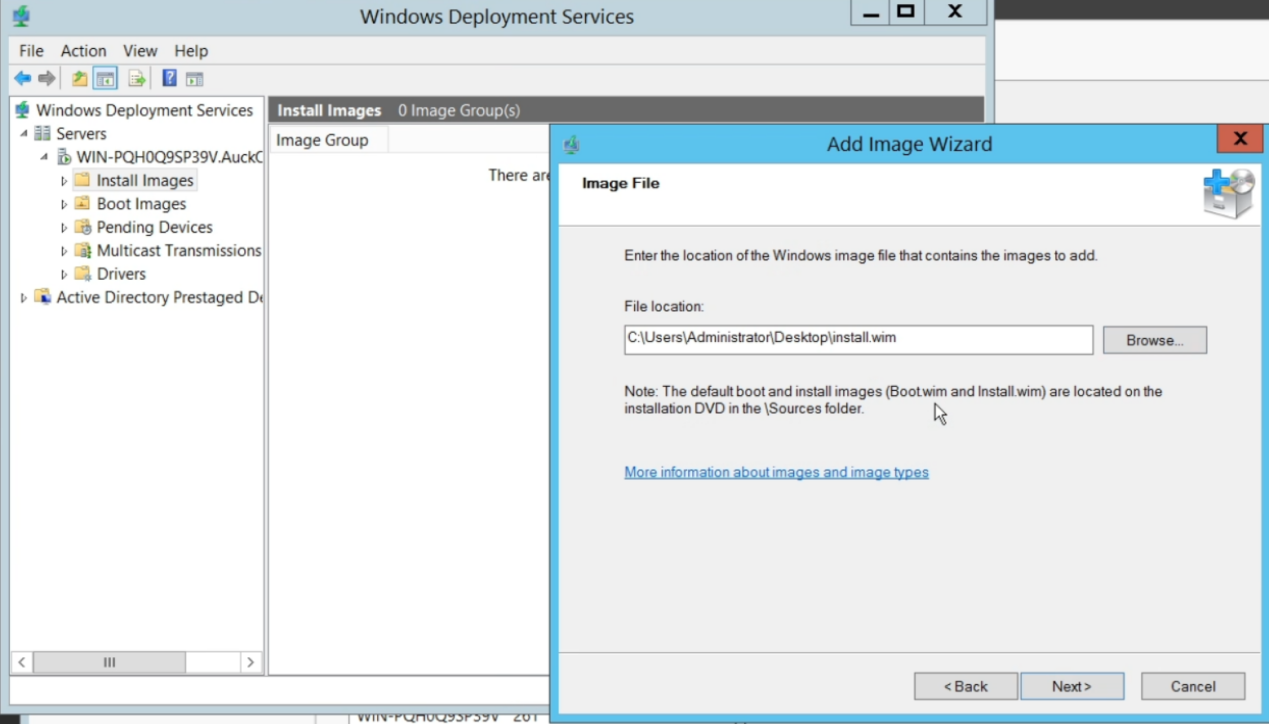 Windows Deployment Services
File Action View Help
Windows Deployment Services
Servers
WIN-PQH0Q9SP39V.AuckC
Install Images
Boot Images
Pending Devices
Multicast Transmissions
Drivers
Active Directory Prestaged De
Install Images 0 Image Group(s)
Image Group
There are
Add Image Wizard
Image File
Enter the location of the Windows image file that contains the images to add.
File location:
C:\Users\Administrator\Desktop\install.wim
Browse...
Note: The default boot and install images (Boot.wim and Install.wim) are located on the
installation DVD in the \Sources folder.
More information about images and image types
< Back Next > Cancel
WIN-PQH0Q9SP39V 261